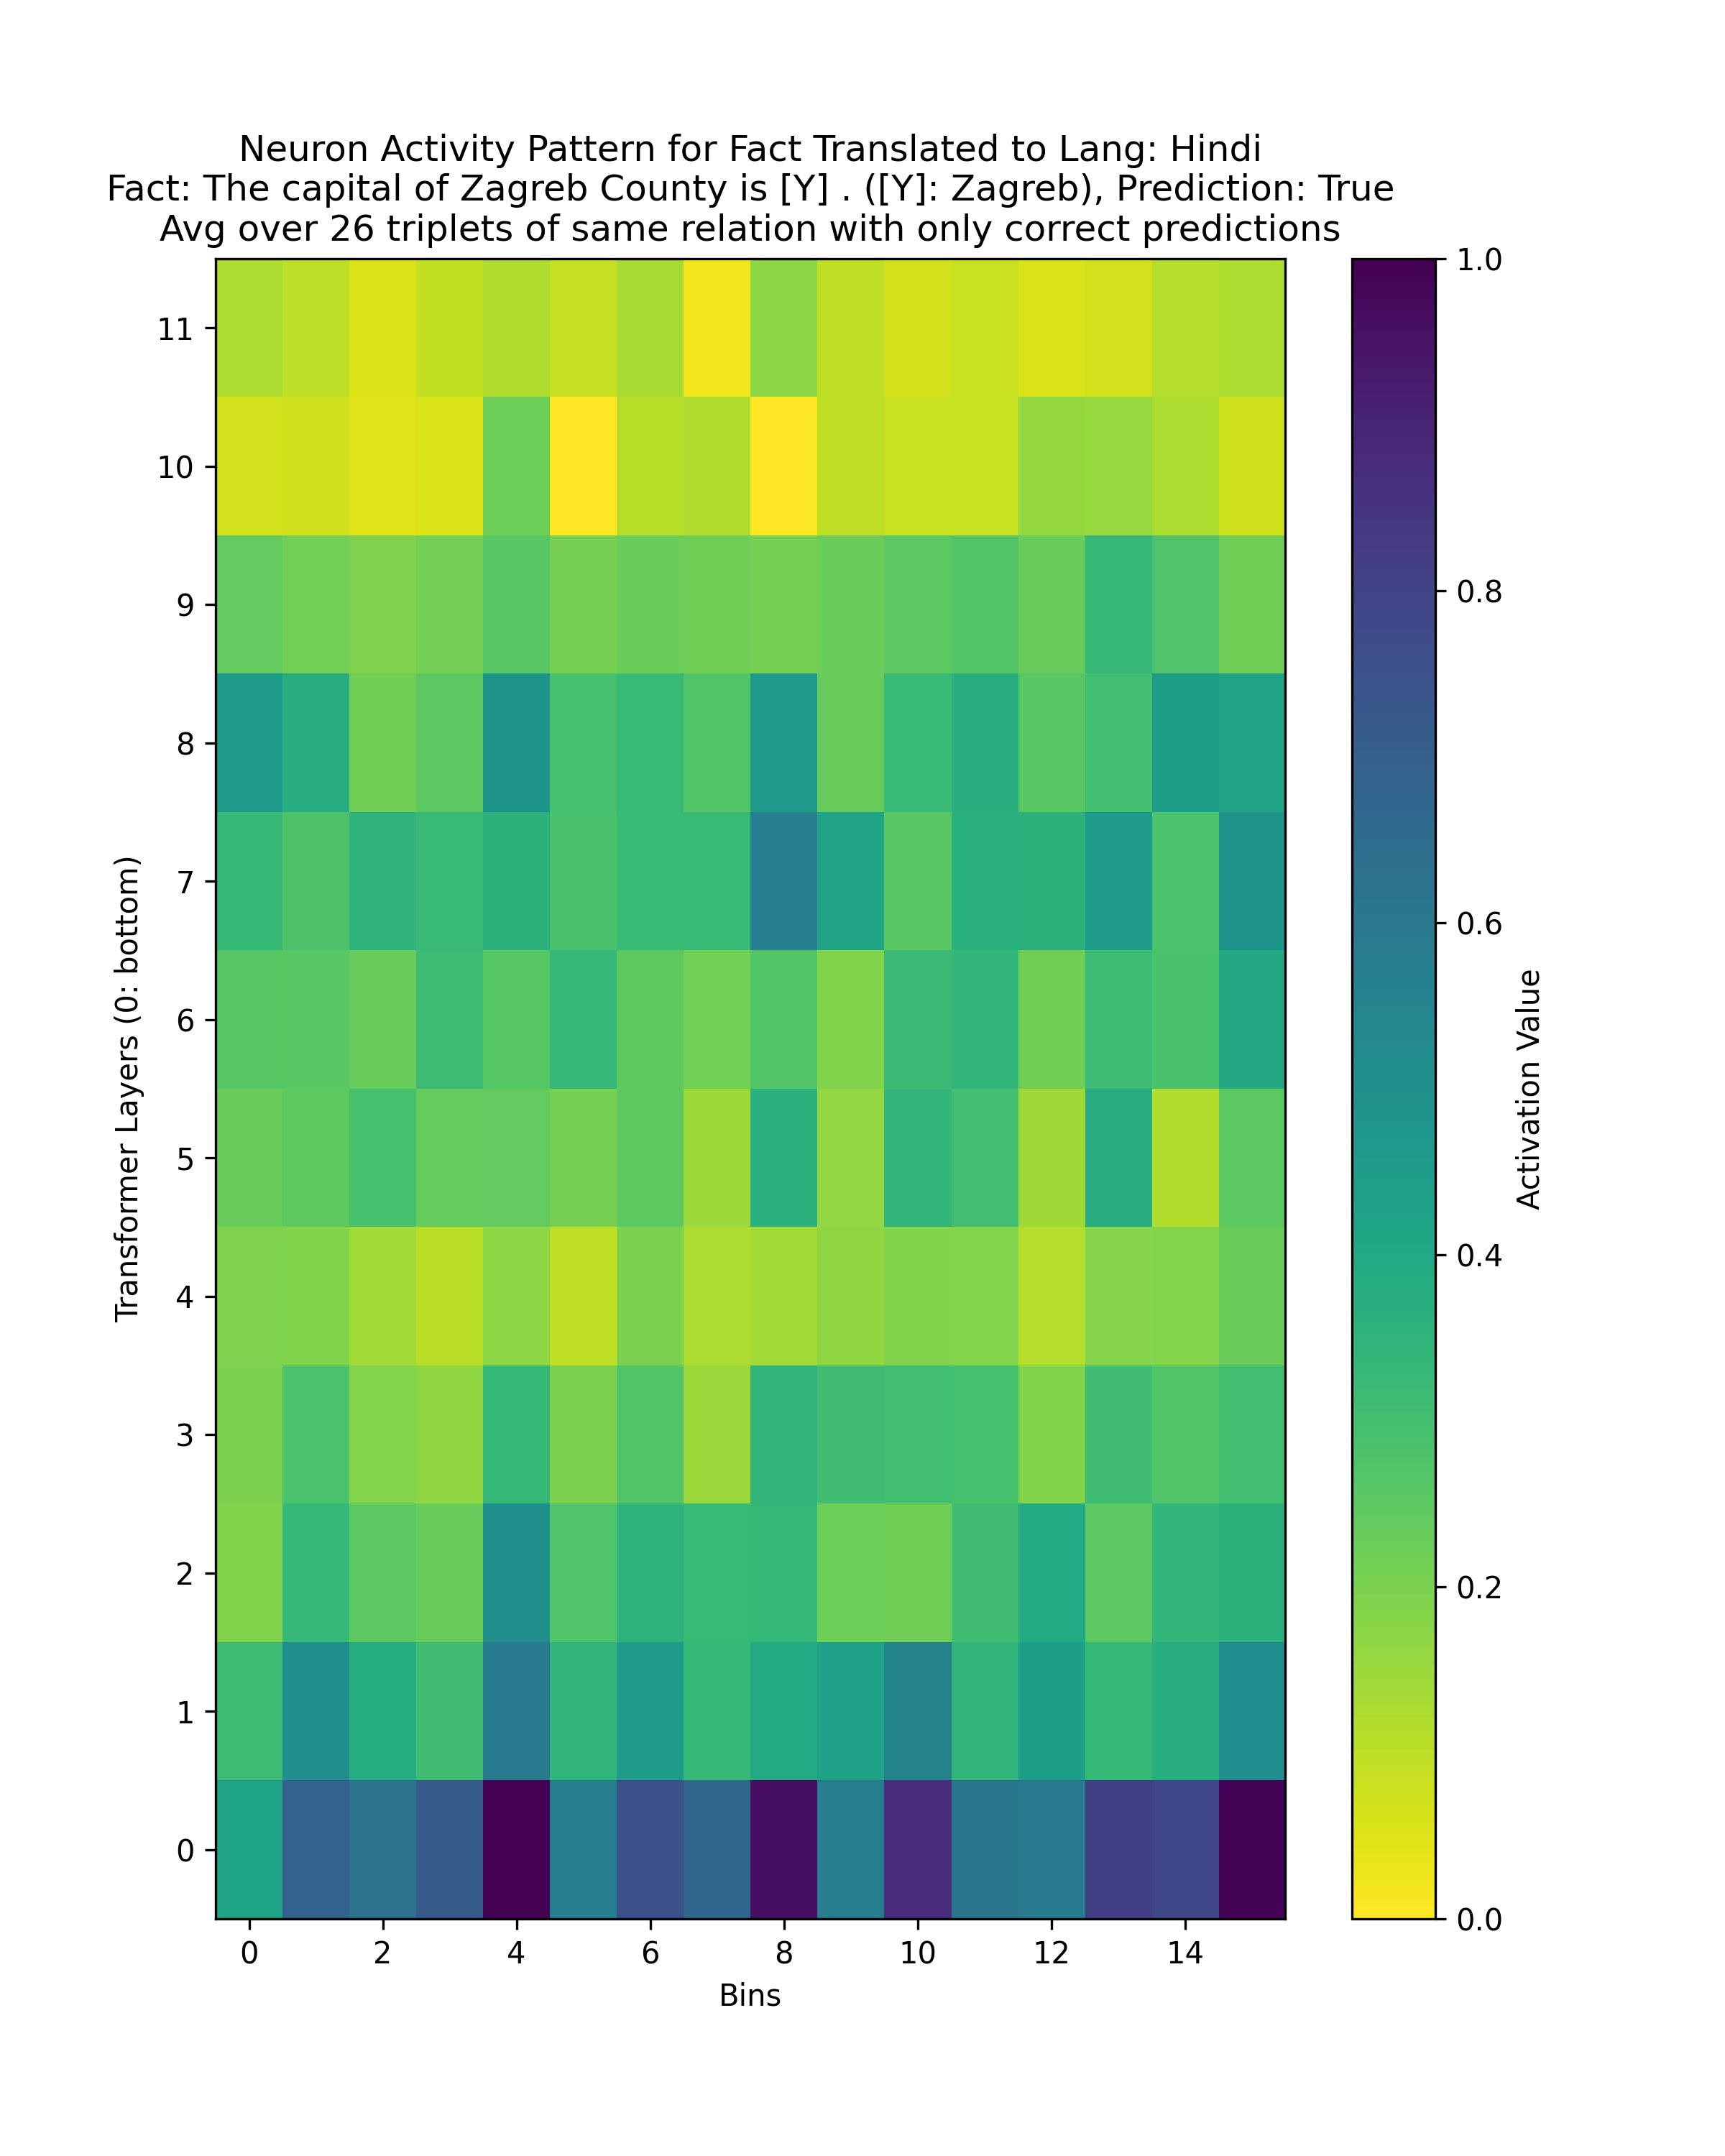 Neuron Activity Pattern for Fact Translated to Lang: Hindi
Fact: The capital of Zagreb County is [Y] . ([Y]: Zagreb), Prediction: True
Avg over 26 triplets of same relation with only correct predictions
11
10
9
8
7
6
5
4
3
2
1
0
Transformer Layers (0: bottom)
0 2 4 6 8 10 12 14
Bins
1.0
0.8
0.6
0.4
0.2
0.0
Activation Value